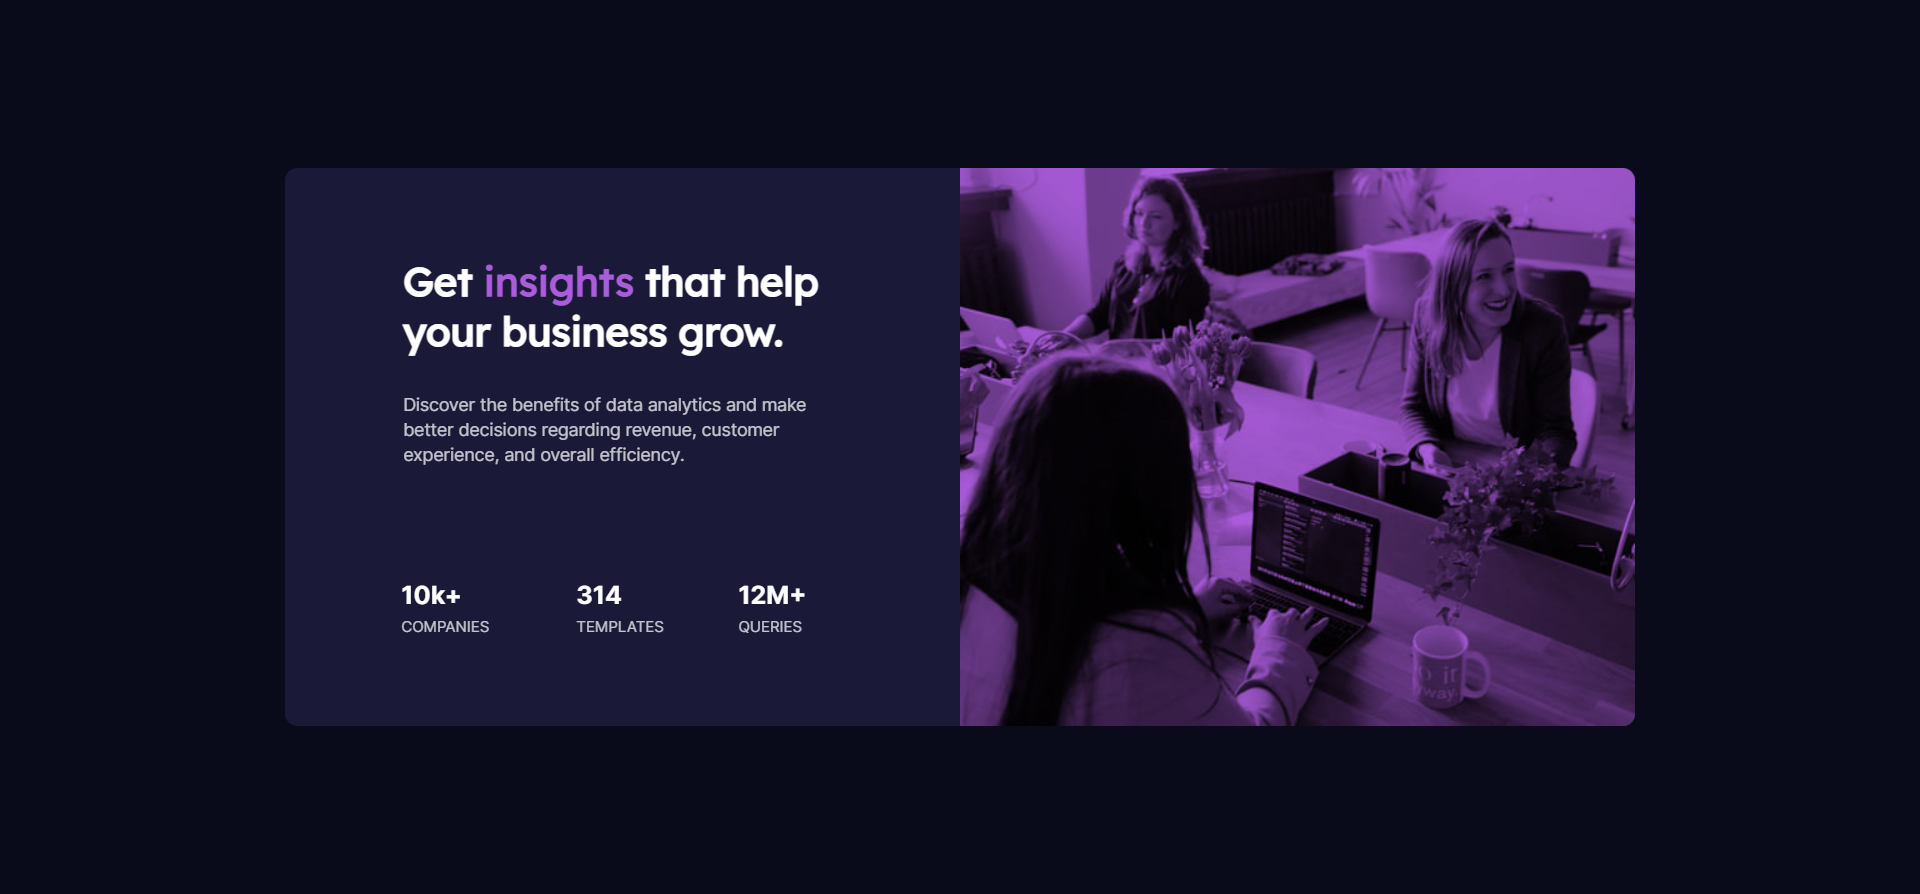 Get insights that help
your business grow.
Discover the benefits of data analytics and make
better decisions regarding revenue, customer
experience, and overall efficiency.
10k+
COMPANIES
314
TEMPLATES
12M+
QUERIES